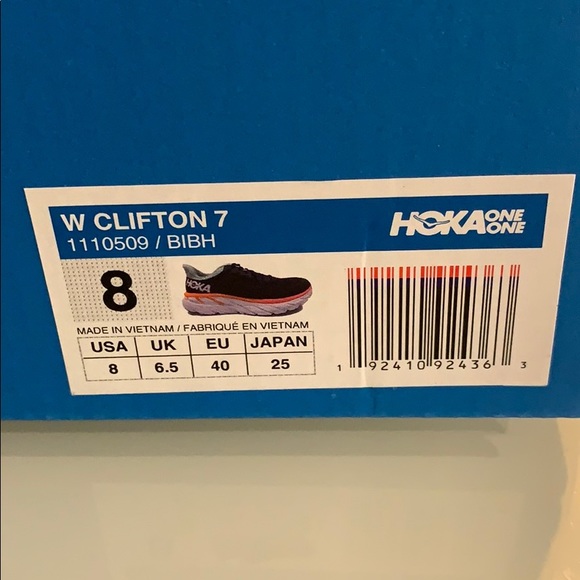 W CLIFTON 7
1110509 / BIBH
HOKA ONE ONE
8
HOKA
MADE IN VIETNAM / FABRIQUÉ EN VIETNAM
USA UK EU JAPAN
8 6.5 40 25
1 92410 92436 3